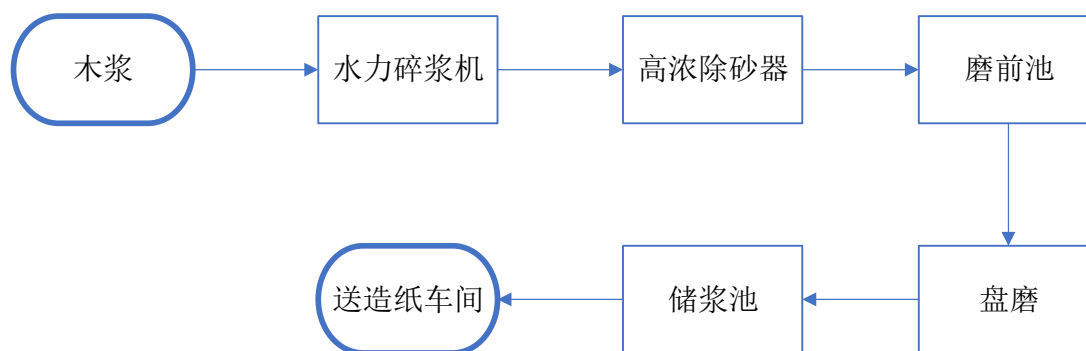 木浆
水力碎浆机
高浓除砂器
磨前池
盘磨
储浆池
送造纸车间